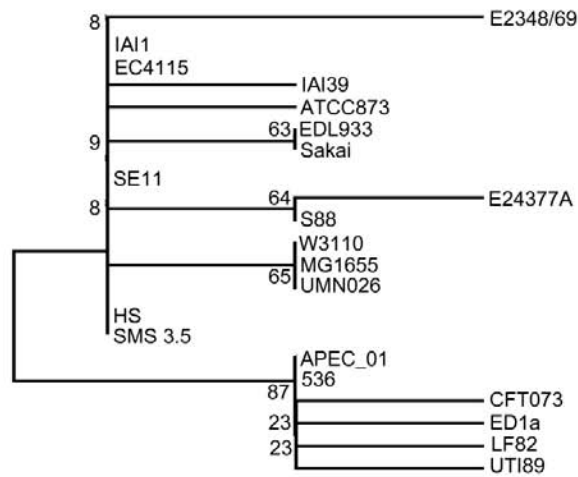 8 E2348/69
IAI1
EC4115
IAI39
ATCC873
63 EDL933
9 Sakai
SE11
64 E24377A
8 S88
W3110
MG1655
65 UMN026
HS
SMS 3.5
APEC_01
536
87 CFT073
23 ED1a
23 LF82
UTI89